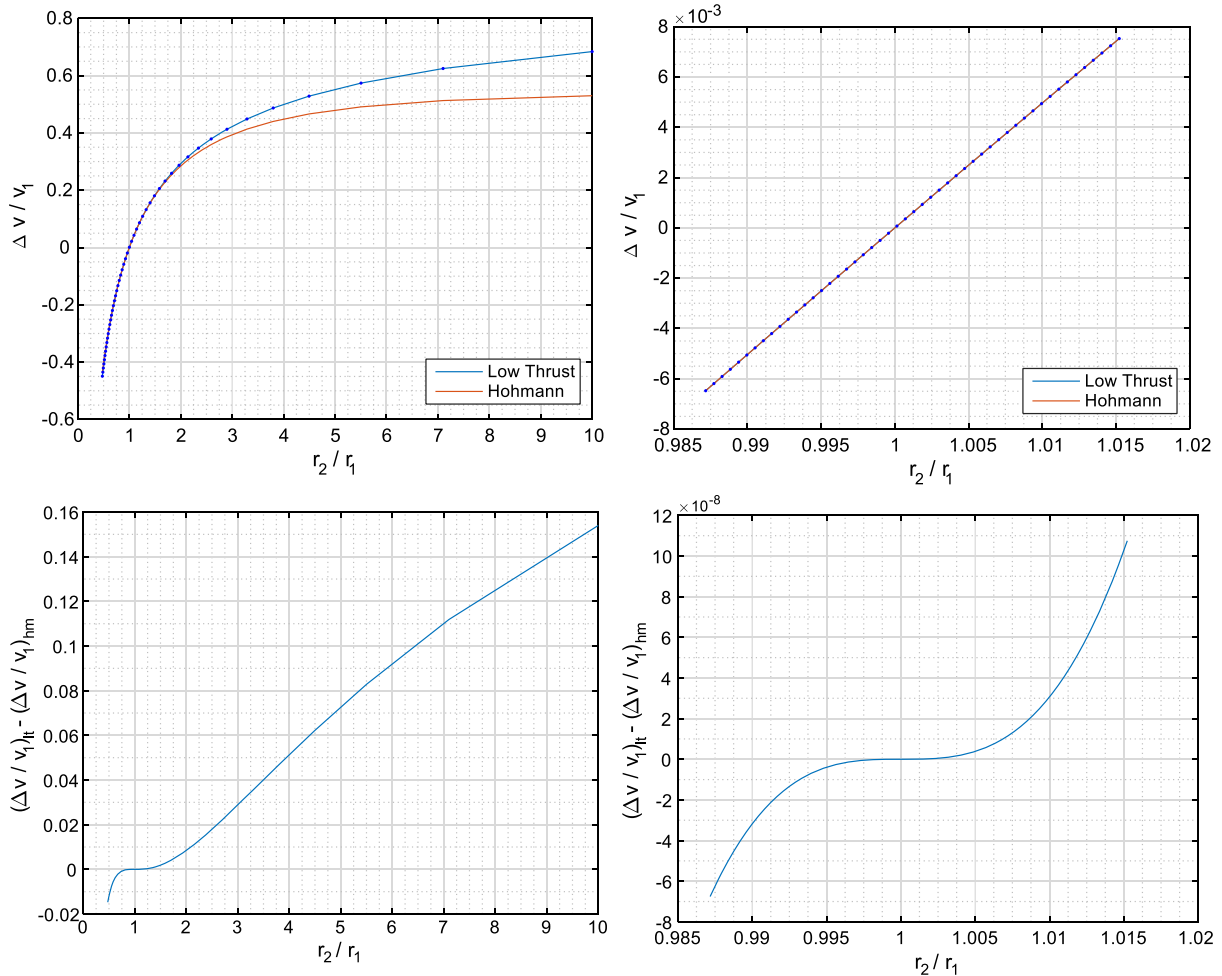 0.8
0.6
0.4
0.2
0
-0.2
-0.4
-0.6
Δ v / v1
0 1 2 3 4 5 6 7 8 9 10
r2 / r1
Low Thrust
Hohmann
×10-3
8
6
4
2
0
-2
-4
-6
-8
Δ v / v1
0.985 0.99 0.995 1 1.005 1.01 1.015 1.02
r2 / r1
Low Thrust
Hohmann
0.16
0.14
0.12
0.1
0.08
0.06
0.04
0.02
0
-0.02
(Δv / v1)lt - (Δv / v1)hm
0 1 2 3 4 5 6 7 8 9 10
r2 / r1
×10-8
12
10
8
6
4
2
0
-2
-4
-6
-8
(Δv / v1)lt - (Δv / v1)hm
0.985 0.99 0.995 1 1.005 1.01 1.015 1.02
r2 / r1